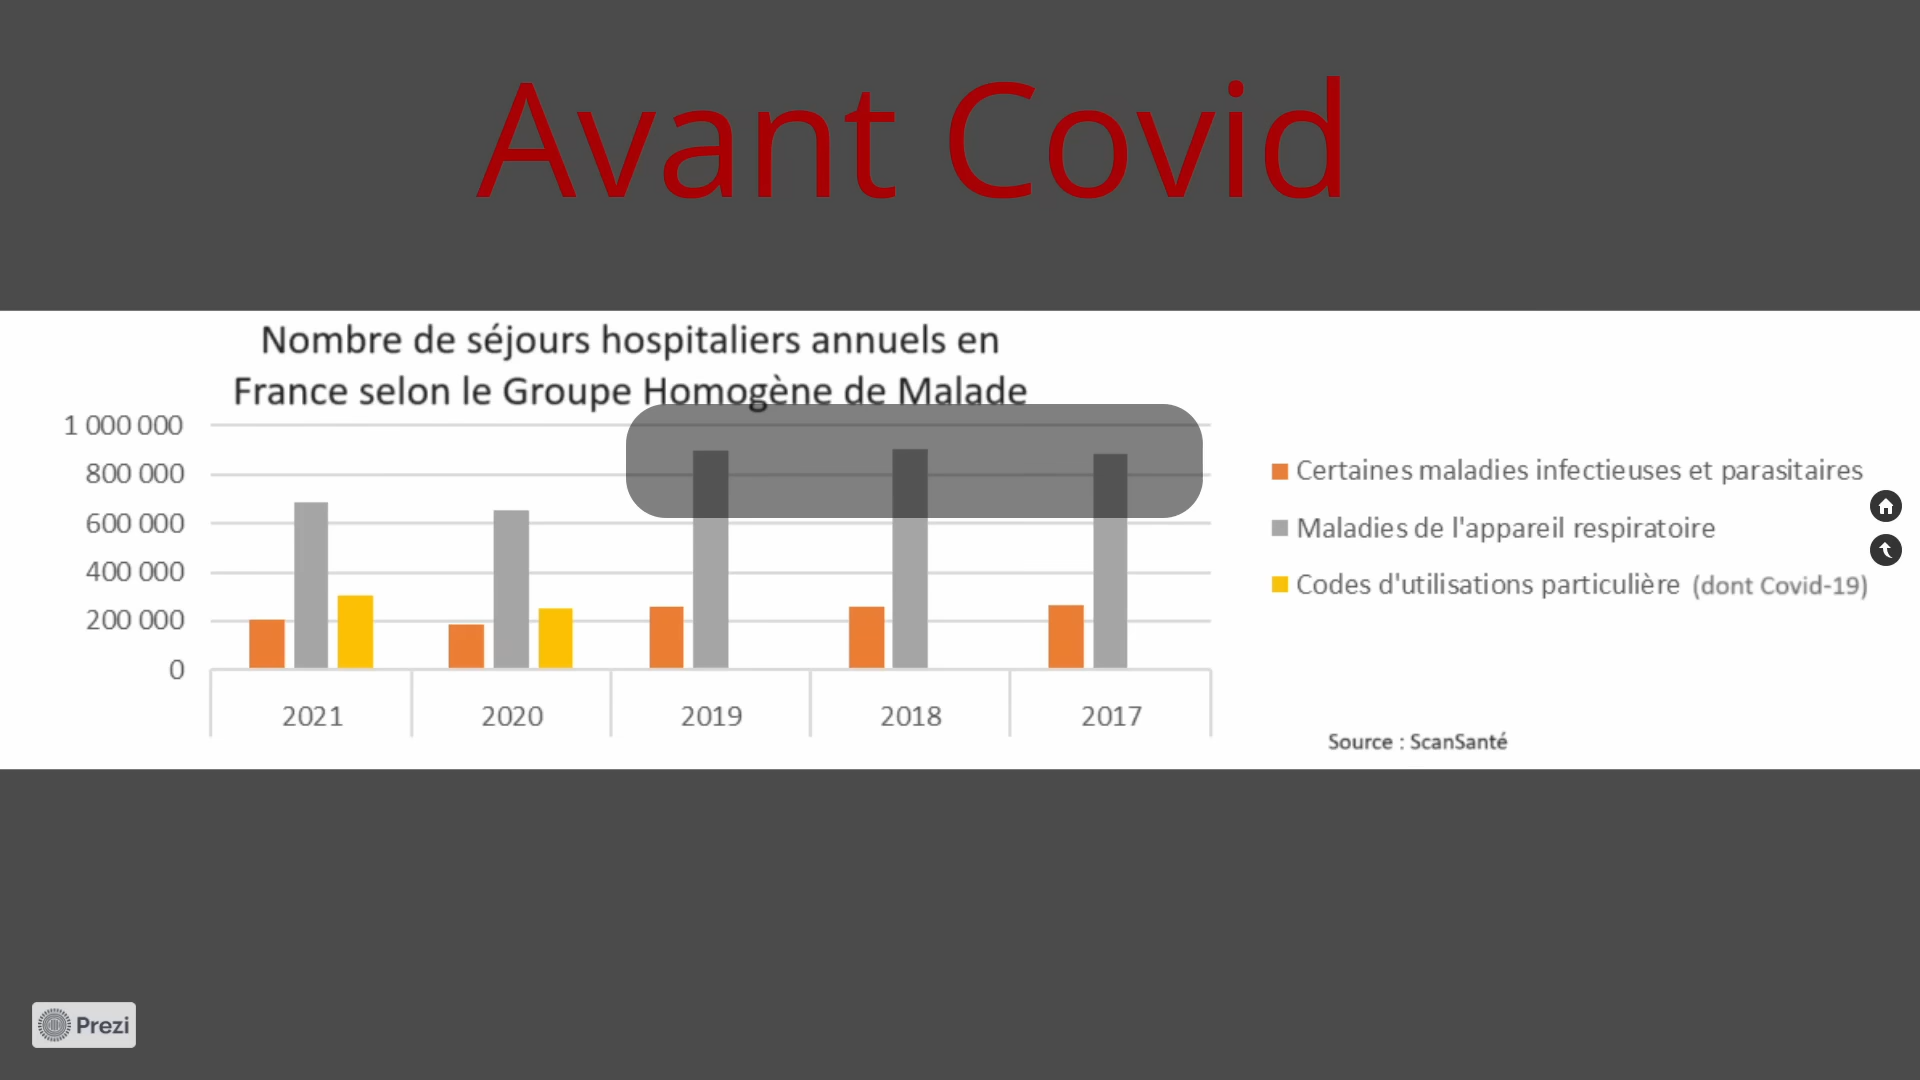 Avant Covid
Nombre de séjours hospitaliers annuels en
France selon le Groupe Homogène de Malade
1 000 000
800 000
600 000
400 000
200 000
0
2021
2020
2019
2018
2017
Certaines maladies infectieuses et parasitaires
Maladies de l'appareil respiratoire
Codes d'utilisations particulière (dont Covid-19)
Source : ScanSanté
Prezi